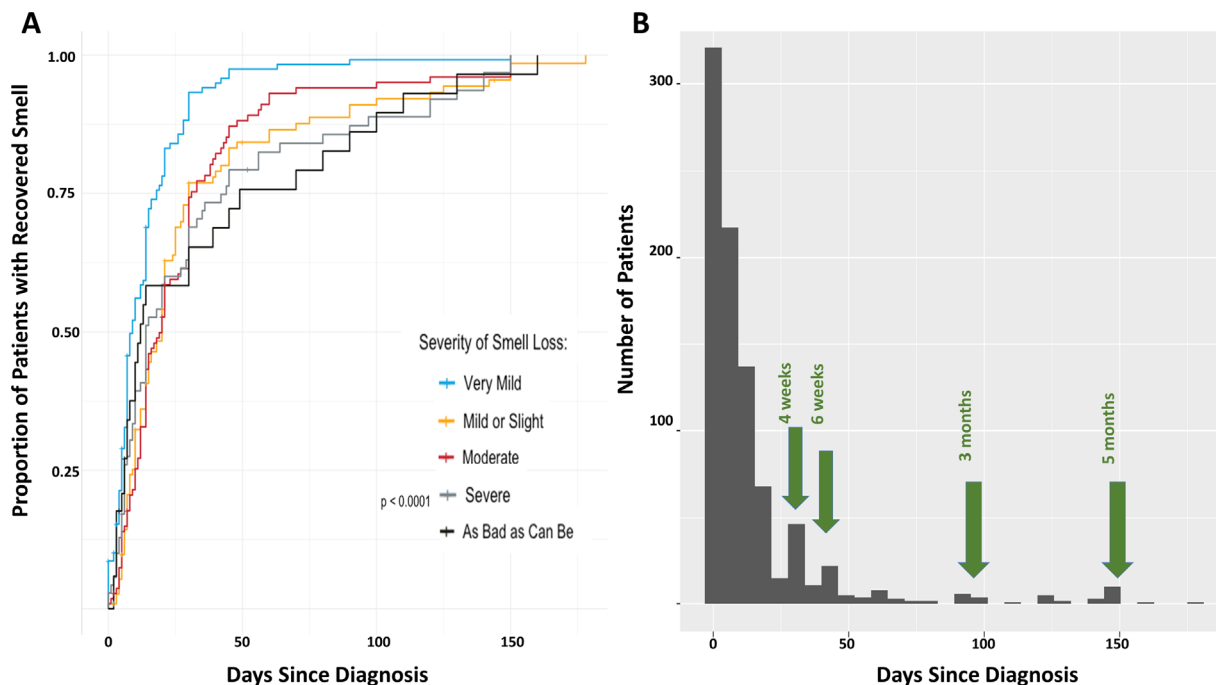 A
Proportion of Patients with Recovered Smell
1.00
0.75
0.50
0.25
Severity of Smell Loss:
Very Mild
Mild or Slight
Moderate
Severe
As Bad as Can Be
p < 0.0001
0
50
100
150
Days Since Diagnosis
B
Number of Patients
300
200
100
4 weeks
6 weeks
3 months
5 months
0
50
100
150
Days Since Diagnosis